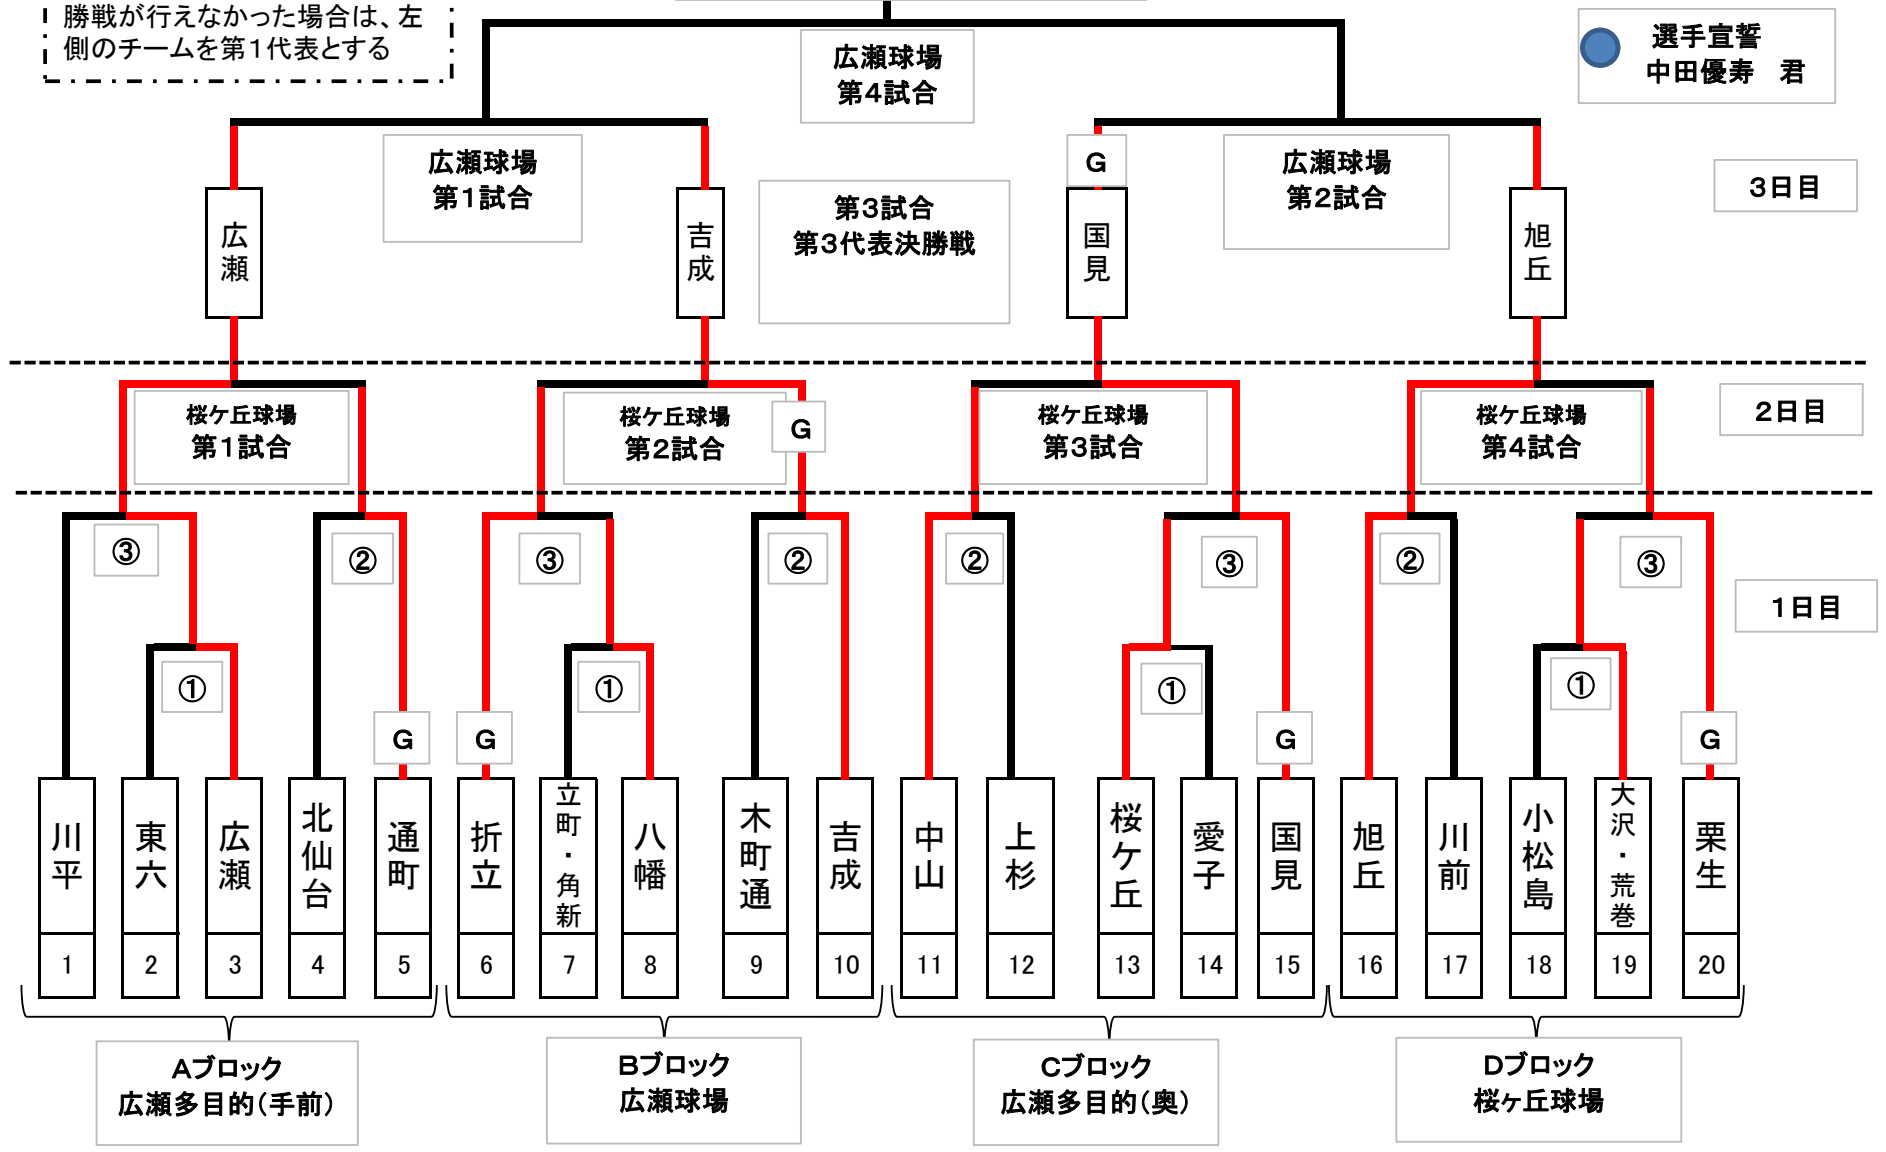 勝戦が行えなかった場合は、左
側のチームを第1代表とする
選手宣誓
中田優寿　君
広瀬球場
第4試合
広瀬球場
第1試合
G
広瀬球場
第2試合
3日目
第3試合
第3代表決勝戦
広瀬
吉成
国見
旭丘
桜ケ丘球場
第1試合
桜ケ丘球場
第2試合
G
桜ケ丘球場
第3試合
桜ケ丘球場
第4試合
2日目
③
②
③
②
②
③
②
③
1日目
①
①
①
①
G
G
G
G
川平
東六
広瀬
北仙台
通町
折立
立町・角新
八幡
木町通
吉成
中山
上杉
桜ケ丘
愛子
国見
旭丘
川前
小松島
大沢・荒巻
栗生
1 2 3 4 5 6 7 8 9 10 11 12 13 14 15 16 17 18 19 20
Aブロック
広瀬多目的(手前)
Bブロック
広瀬球場
Cブロック
広瀬多目的(奥)
Dブロック
桜ヶ丘球場